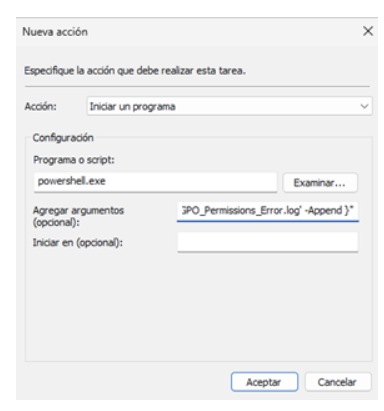 Nueva acción
Especifique la acción que debe realizar esta tarea.
Acción: Iniciar un programa
Configuración
Programa o script:
powershell.exe Examinar...
Agregar argumentos (opcional): GPO_Permissions_Error.log' -Append }"
Iniciar en (opcional):
Aceptar Cancelar